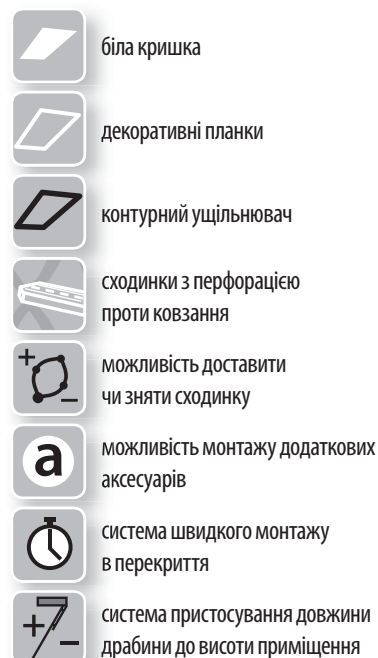 біла кришка
декоративні планки
контурний ущільнювач
сходинки з перфорацією
проти ковзання
+
−
можливість доставити
чи зняти сходинку
a
можливість монтажу додаткових
аксесуарів
система швидкого монтажу
в перекриття
+
−
система пристосування довжини
драбини до висоти приміщення